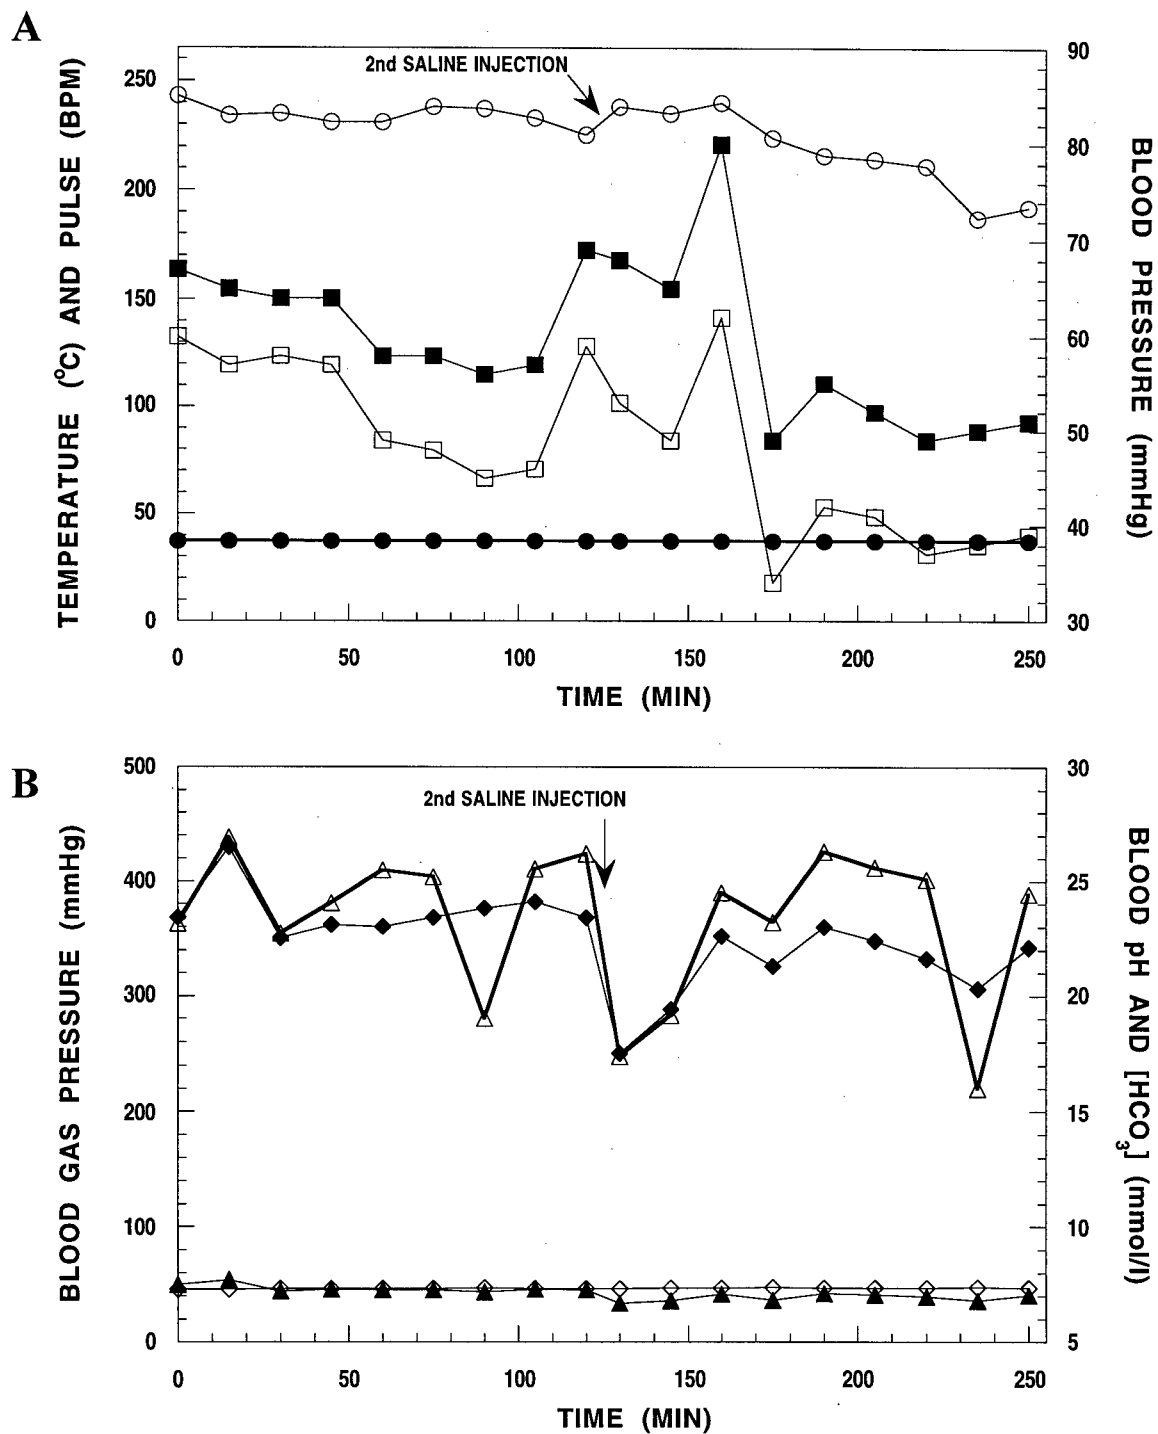 A
2nd SALINE INJECTION
TEMPERATURE (°C) AND PULSE (BPM)
250
200
150
100
50
0
BLOOD PRESSURE (mmHg)
90
80
70
60
50
40
30
0 50 100 150 200 250
TIME (MIN)
B
2nd SALINE INJECTION
BLOOD GAS PRESSURE (mmHg)
500
400
300
200
100
0
BLOOD pH AND [HCO3] (mmol/l)
30
25
20
15
10
5
0 50 100 150 200 250
TIME (MIN)